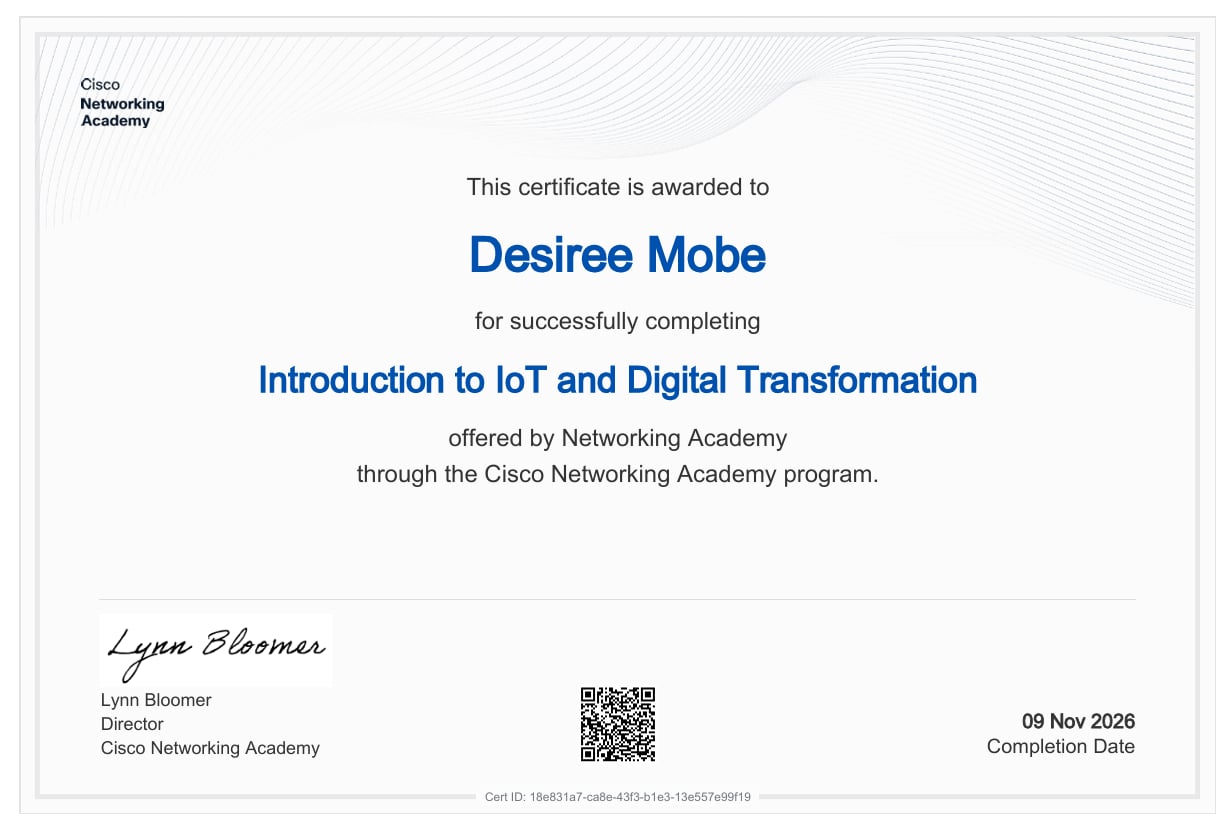 Cisco
Networking
Academy
This certificate is awarded to
Desiree Mobe
for successfully completing
Introduction to IoT and Digital Transformation
offered by Networking Academy
through the Cisco Networking Academy program.
Lynn Bloomer
Lynn Bloomer
Director
Cisco Networking Academy
09 Nov 2026
Completion Date
Cert ID: 18e831a7-ca8e-43f3-b1e3-13e557e99f19